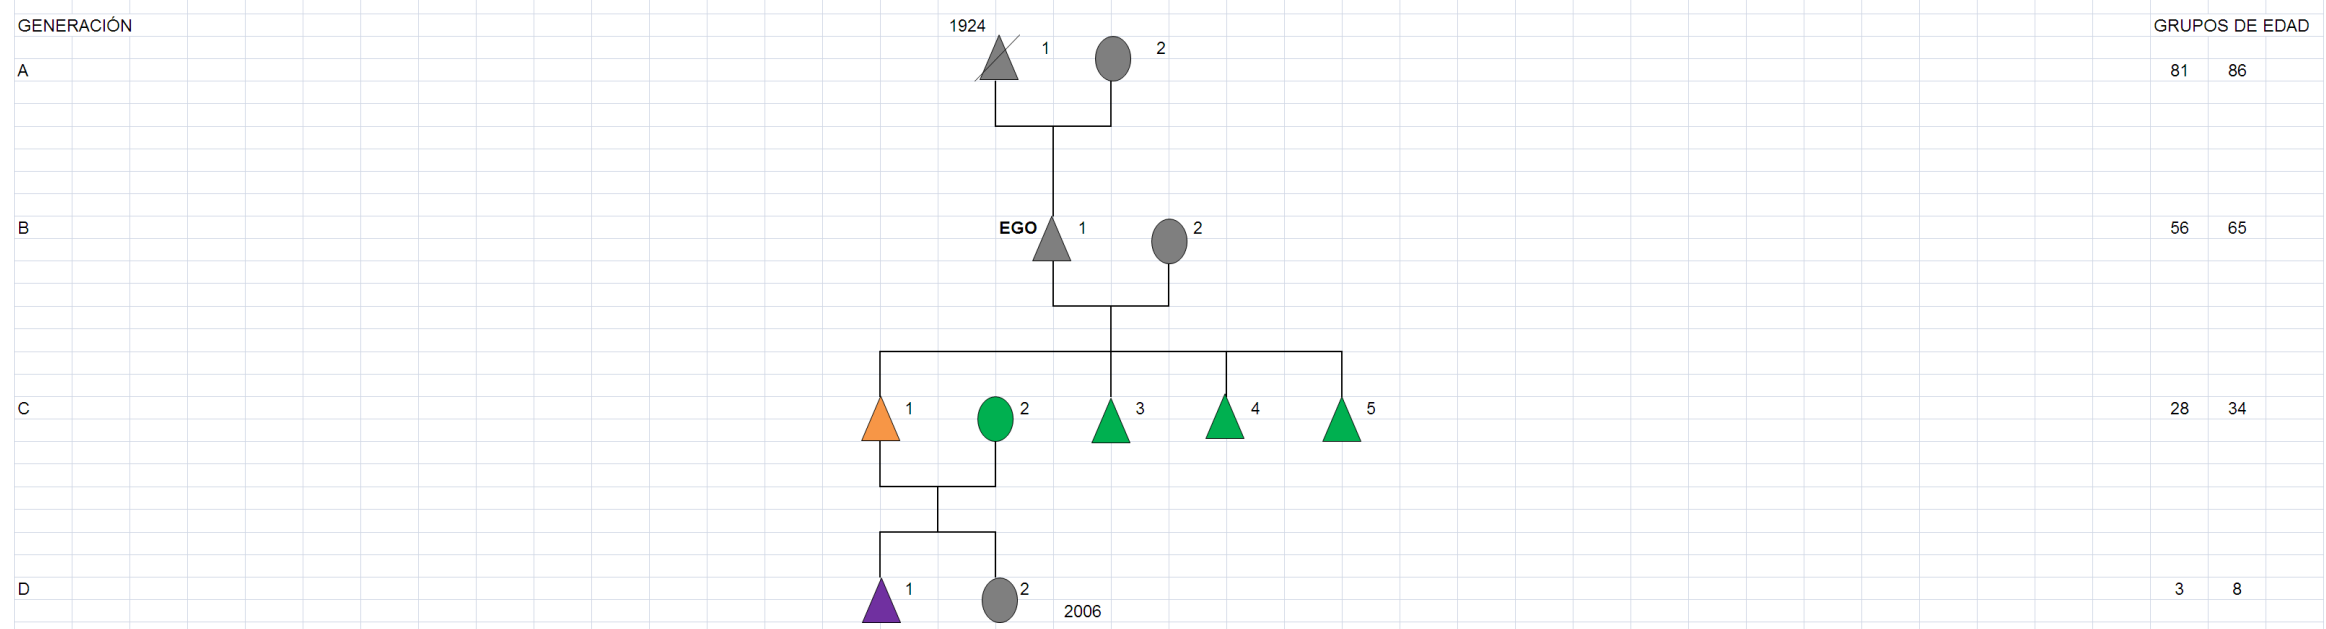 GENERACIÓN 1924 GRUPOS DE EDAD
1 2
A 81 86
B EGO 1 2 56 65
C 1 2 3 4 5 28 34
D 1 2 3 8
2006